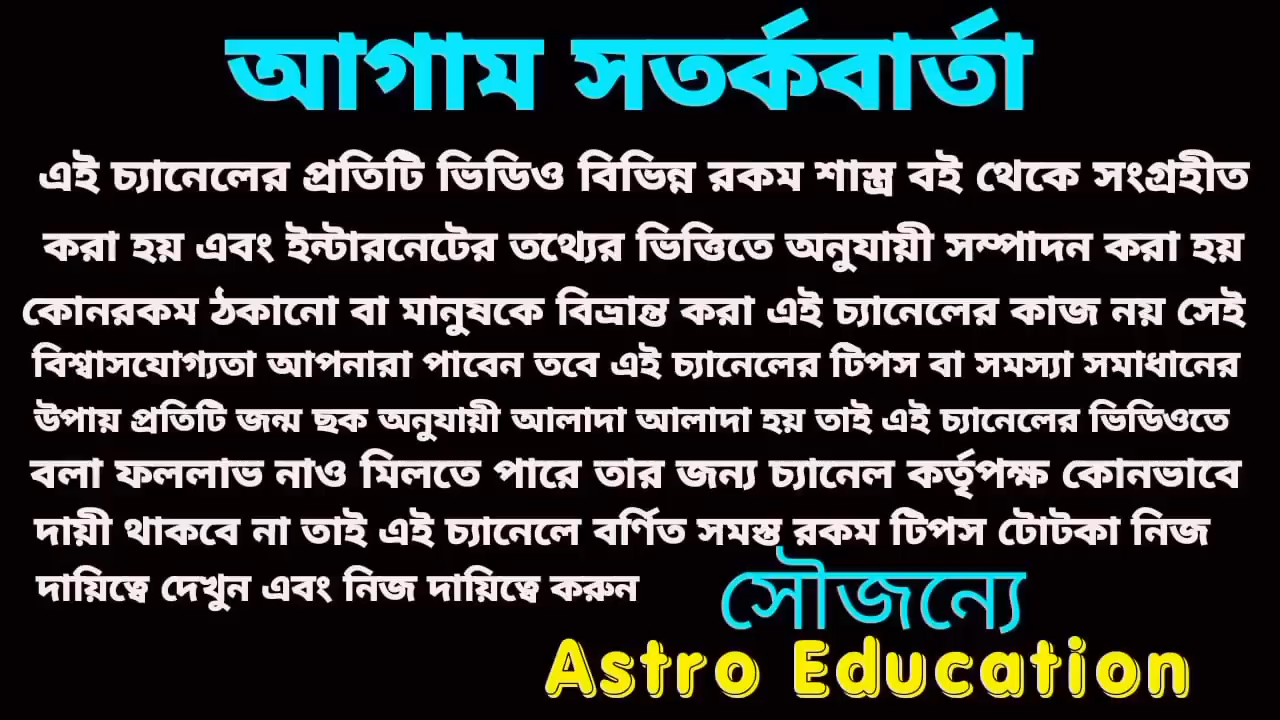 আগাম সতর্কবার্তা
এই চ্যানেলের প্রতিটি ভিডিও বিভিন্ন রকম শাস্ত্র বই থেকে সংগ্রহীত
করা হয় এবং ইন্টারনেটের তথ্যের ভিত্তিতে অনুযায়ী সম্পাদন করা হয়
কোনরকম ঠকানো বা মানুষকে বিভ্রান্ত করা এই চ্যানেলের কাজ নয় সেই
বিশ্বাসযোগ্যতা আপনারা পাবেন তবে এই চ্যানেলের টিপস বা সমস্যা সমাধানের
উপায় প্রতিটি জন্ম ছক অনুযায়ী আলাদা আলাদা হয় তাই এই চ্যানেলের ভিডিওতে
বলা ফললাভ নাও মিলতে পারে তার জন্য চ্যানেল কর্তৃপক্ষ কোনভাবে
দায়ী থাকবে না তাই এই চ্যানেলে বর্ণিত সমস্ত রকম টিপস টোটকা নিজ
দায়িত্বে দেখুন এবং নিজ দায়িত্বে করুন
সৌজন্যে
Astro Education